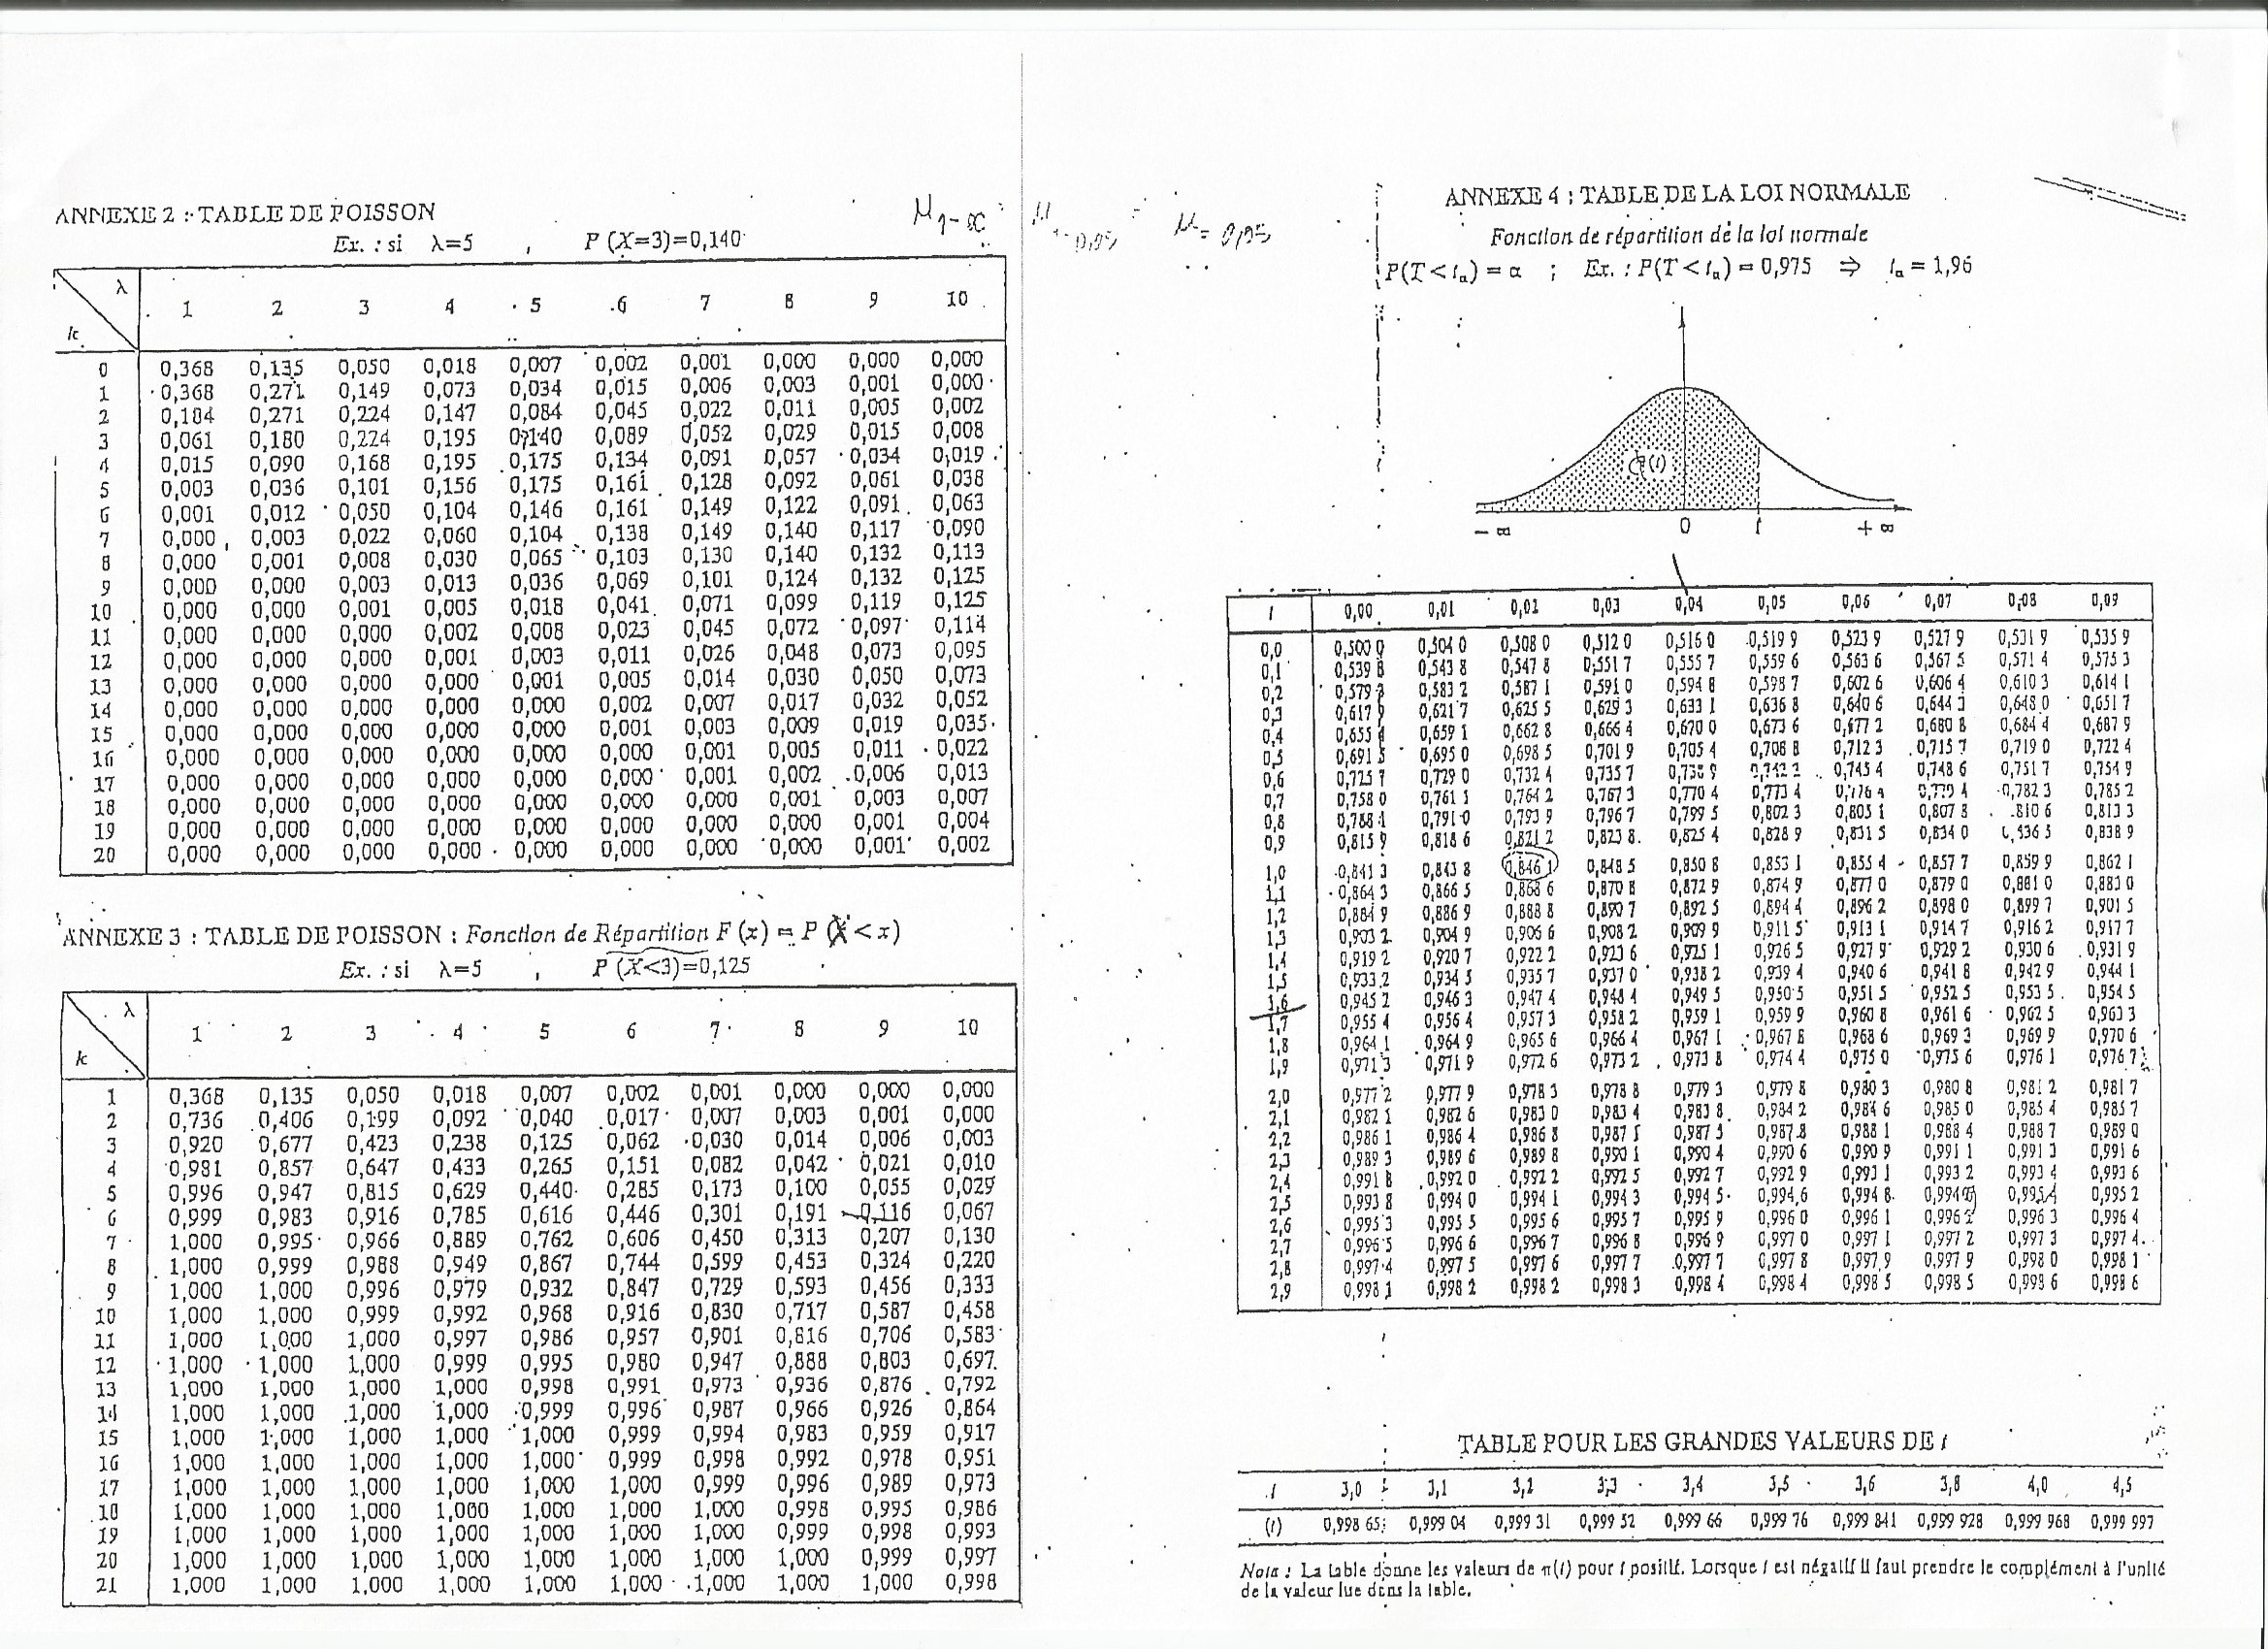 ANNEXE 2 : TABLE DE POISSON
Ex. : si λ=5 , P (X=3)=0,140
λ
k
1 2 3 4 5 6 7 8 9 10
0 0,368 0,135 0,050 0,018 0,007 0,002 0,001 0,000 0,000 0,000
1 0,368 0,271 0,149 0,073 0,034 0,015 0,006 0,003 0,001 0,000
2 0,184 0,271 0,224 0,147 0,084 0,045 0,022 0,011 0,005 0,002
3 0,061 0,180 0,224 0,195 0,140 0,089 0,052 0,029 0,015 0,008
4 0,015 0,090 0,168 0,195 0,175 0,134 0,091 0,057 0,034 0,019
5 0,003 0,036 0,101 0,156 0,175 0,161 0,128 0,092 0,061 0,038
6 0,001 0,012 0,050 0,104 0,146 0,161 0,149 0,122 0,091 0,063
7 0,000 0,003 0,022 0,060 0,104 0,138 0,149 0,140 0,117 0,090
8 0,000 0,001 0,008 0,030 0,065 0,103 0,130 0,140 0,132 0,113
9 0,000 0,000 0,003 0,013 0,036 0,069 0,101 0,124 0,132 0,125
10 0,000 0,000 0,001 0,005 0,018 0,041 0,071 0,099 0,119 0,125
11 0,000 0,000 0,000 0,002 0,008 0,023 0,045 0,072 0,097 0,114
12 0,000 0,000 0,000 0,001 0,003 0,011 0,026 0,048 0,073 0,095
13 0,000 0,000 0,000 0,000 0,001 0,005 0,014 0,030 0,050 0,073
14 0,000 0,000 0,000 0,000 0,000 0,002 0,007 0,017 0,032 0,052
15 0,000 0,000 0,000 0,000 0,000 0,001 0,003 0,009 0,019 0,035
16 0,000 0,000 0,000 0,000 0,000 0,000 0,001 0,005 0,011 0,022
17 0,000 0,000 0,000 0,000 0,000 0,000 0,001 0,002 0,006 0,013
18 0,000 0,000 0,000 0,000 0,000 0,000 0,000 0,001 0,003 0,007
19 0,000 0,000 0,000 0,000 0,000 0,000 0,000 0,000 0,001 0,004
20 0,000 0,000 0,000 0,000 0,000 0,000 0,000 0,000 0,001 0,002
ANNEXE 3 : TABLE DE POISSON : Fonction de Répartition F (x) = P (X < x)
Ex. : si λ=5 , P (X<3)=0,125
λ
k
1 2 3 4 5 6 7 8 9 10
1 0,368 0,135 0,050 0,018 0,007 0,002 0,001 0,000 0,000 0,000
2 0,736 0,406 0,199 0,092 0,040 0,017 0,007 0,003 0,001 0,000
3 0,920 0,677 0,423 0,238 0,125 0,062 0,030 0,014 0,006 0,003
4 0,981 0,857 0,647 0,433 0,265 0,151 0,082 0,042 0,021 0,010
5 0,996 0,947 0,815 0,629 0,440 0,285 0,173 0,100 0,055 0,029
6 0,999 0,983 0,916 0,785 0,616 0,446 0,301 0,191 0,116 0,067
7 1,000 0,995 0,966 0,889 0,762 0,606 0,450 0,313 0,207 0,130
8 1,000 0,999 0,988 0,949 0,867 0,744 0,599 0,453 0,324 0,220
9 1,000 1,000 0,996 0,979 0,932 0,847 0,729 0,593 0,456 0,333
10 1,000 1,000 0,999 0,992 0,968 0,916 0,830 0,717 0,587 0,458
11 1,000 1,000 1,000 0,997 0,986 0,957 0,901 0,816 0,706 0,583
12 1,000 1,000 1,000 0,999 0,995 0,980 0,947 0,888 0,803 0,697
13 1,000 1,000 1,000 1,000 0,998 0,991 0,973 0,936 0,876 0,792
14 1,000 1,000 1,000 1,000 0,999 0,996 0,987 0,966 0,926 0,864
15 1,000 1,000 1,000 1,000 1,000 0,999 0,994 0,983 0,959 0,917
16 1,000 1,000 1,000 1,000 1,000 0,999 0,998 0,992 0,978 0,951
17 1,000 1,000 1,000 1,000 1,000 1,000 0,999 0,996 0,989 0,973
18 1,000 1,000 1,000 1,000 1,000 1,000 1,000 0,998 0,995 0,986
19 1,000 1,000 1,000 1,000 1,000 1,000 1,000 0,999 0,998 0,993
20 1,000 1,000 1,000 1,000 1,000 1,000 1,000 1,000 0,999 0,997
21 1,000 1,000 1,000 1,000 1,000 1,000 1,000 1,000 1,000 0,998
μ1-α
μ= 0,95
ANNEXE 4 : TABLE DE LA LOI NORMALE
Fonction de répartition de la loi normale
P(T < tα) = α ; Ex. : P(T < tα) = 0,975 ⇒ tα = 1,96
− ∞ 0 t + ∞
t 0,00 0,01 0,02 0,03 0,04 0,05 0,06 0,07 0,08 0,09
0,0 0,500 0 0,504 0 0,508 0 0,512 0 0,516 0 0,519 9 0,523 9 0,527 9 0,531 9 0,535 9
0,1 0,539 8 0,543 8 0,547 8 0,551 7 0,555 7 0,559 6 0,563 6 0,567 5 0,571 4 0,575 3
0,2 0,579 3 0,583 2 0,587 1 0,591 0 0,594 8 0,598 7 0,602 6 0,606 4 0,610 3 0,614 1
0,3 0,617 9 0,621 7 0,625 5 0,629 3 0,633 1 0,636 8 0,640 6 0,644 3 0,648 0 0,651 7
0,4 0,655 4 0,659 1 0,662 8 0,666 4 0,670 0 0,673 6 0,677 2 0,680 8 0,684 4 0,687 9
0,5 0,691 5 0,695 0 0,698 5 0,701 9 0,705 4 0,708 8 0,712 3 0,715 7 0,719 0 0,722 4
0,6 0,725 7 0,729 0 0,732 4 0,735 7 0,738 9 0,742 2 0,745 4 0,748 6 0,751 7 0,754 9
0,7 0,758 0 0,761 1 0,764 2 0,767 3 0,770 4 0,773 4 0,776 4 0,779 4 0,782 3 0,785 2
0,8 0,788 1 0,791 0 0,793 9 0,796 7 0,799 5 0,802 3 0,805 1 0,807 8 ,810 6 0,813 3
0,9 0,815 9 0,818 6 0,821 2 0,823 8 0,825 4 0,828 9 0,831 5 0,834 0 0,836 5 0,838 9
1,0 0,841 3 0,843 8 0,846 1 0,848 5 0,850 8 0,853 1 0,855 4 0,857 7 0,859 9 0,862 1
1,1 0,864 3 0,866 5 0,868 6 0,870 8 0,872 9 0,874 9 0,877 0 0,879 0 0,881 0 0,883 0
1,2 0,884 9 0,886 9 0,888 8 0,890 7 0,892 5 0,894 4 0,896 2 0,898 0 0,899 7 0,901 5
1,3 0,903 2 0,904 9 0,906 6 0,908 2 0,909 9 0,911 5 0,913 1 0,914 7 0,916 2 0,917 7
1,4 0,919 2 0,920 7 0,922 2 0,923 6 0,925 1 0,926 5 0,927 9 0,929 2 0,930 6 0,931 9
1,5 0,933 2 0,934 5 0,935 7 0,937 0 0,938 2 0,939 4 0,940 6 0,941 8 0,942 9 0,944 1
1,6 0,945 2 0,946 3 0,947 4 0,948 4 0,949 5 0,950 5 0,951 5 0,952 5 0,953 5 0,954 5
1,7 0,955 4 0,956 4 0,957 3 0,958 2 0,959 1 0,959 9 0,960 8 0,961 6 0,962 5 0,963 3
1,8 0,964 1 0,964 9 0,965 6 0,966 4 0,967 1 0,967 8 0,968 6 0,969 3 0,969 9 0,970 6
1,9 0,971 3 0,971 9 0,972 6 0,973 2 0,973 8 0,974 4 0,975 0 0,975 6 0,976 1 0,976 7
2,0 0,977 2 0,977 9 0,978 3 0,978 8 0,979 3 0,979 8 0,980 3 0,980 8 0,981 2 0,981 7
2,1 0,982 1 0,982 6 0,983 0 0,983 4 0,983 8 0,984 2 0,984 6 0,985 0 0,985 4 0,985 7
2,2 0,986 1 0,986 4 0,986 8 0,987 1 0,987 5 0,987 8 0,988 1 0,988 4 0,988 7 0,989 0
2,3 0,989 3 0,989 6 0,989 8 0,990 1 0,990 4 0,990 6 0,990 9 0,991 1 0,991 3 0,991 6
2,4 0,991 8 0,992 0 0,992 2 0,992 5 0,992 7 0,992 9 0,993 1 0,993 2 0,993 4 0,993 6
2,5 0,993 8 0,994 0 0,994 1 0,994 3 0,994 5 0,994 6 0,994 8 0,994 9 0,995 1 0,995 2
2,6 0,995 3 0,995 5 0,995 6 0,995 7 0,995 9 0,996 0 0,996 1 0,996 2 0,996 3 0,996 4
2,7 0,996 5 0,996 6 0,996 7 0,996 8 0,996 9 0,997 0 0,997 1 0,997 2 0,997 3 0,997 4
2,8 0,997 4 0,997 5 0,997 6 0,997 7 0,997 7 0,997 8 0,997 9 0,997 9 0,998 0 0,998 1
2,9 0,998 1 0,998 2 0,998 2 0,998 3 0,998 4 0,998 4 0,998 5 0,998 5 0,998 6 0,998 6
TABLE POUR LES GRANDES VALEURS DE t
t 3,0 3,1 3,2 3,3 3,4 3,5 3,6 3,8 4,0 4,5
(t) 0,998 65 0,999 04 0,999 31 0,999 52 0,999 66 0,999 76 0,999 841 0,999 928 0,999 968 0,999 997
Nota : La table donne les valeurs de π(t) pour t positif. Lorsque t est négatif il faut prendre le complément à l'unité
de la valeur lue dans la table.